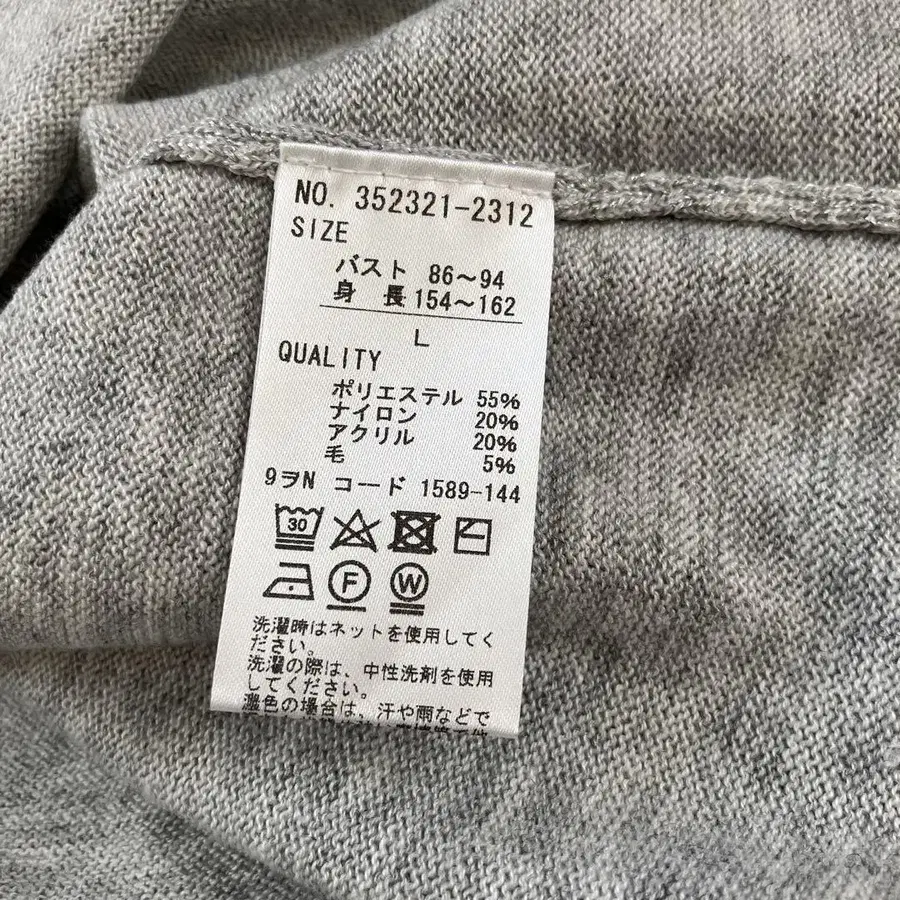 NO. 352321-2312
SIZE
バスト 86～94
身 長 154～162
L
QUALITY
ポリエステル 55%
ナイロン 20%
アクリル 20%
毛 5%
9ヲN コード 1589-144
30
F W
洗濯時はネットを使用してく
ださい。
洗濯の際は、中性洗剤を使用
してください。
濃色の場合は、汗や雨などで